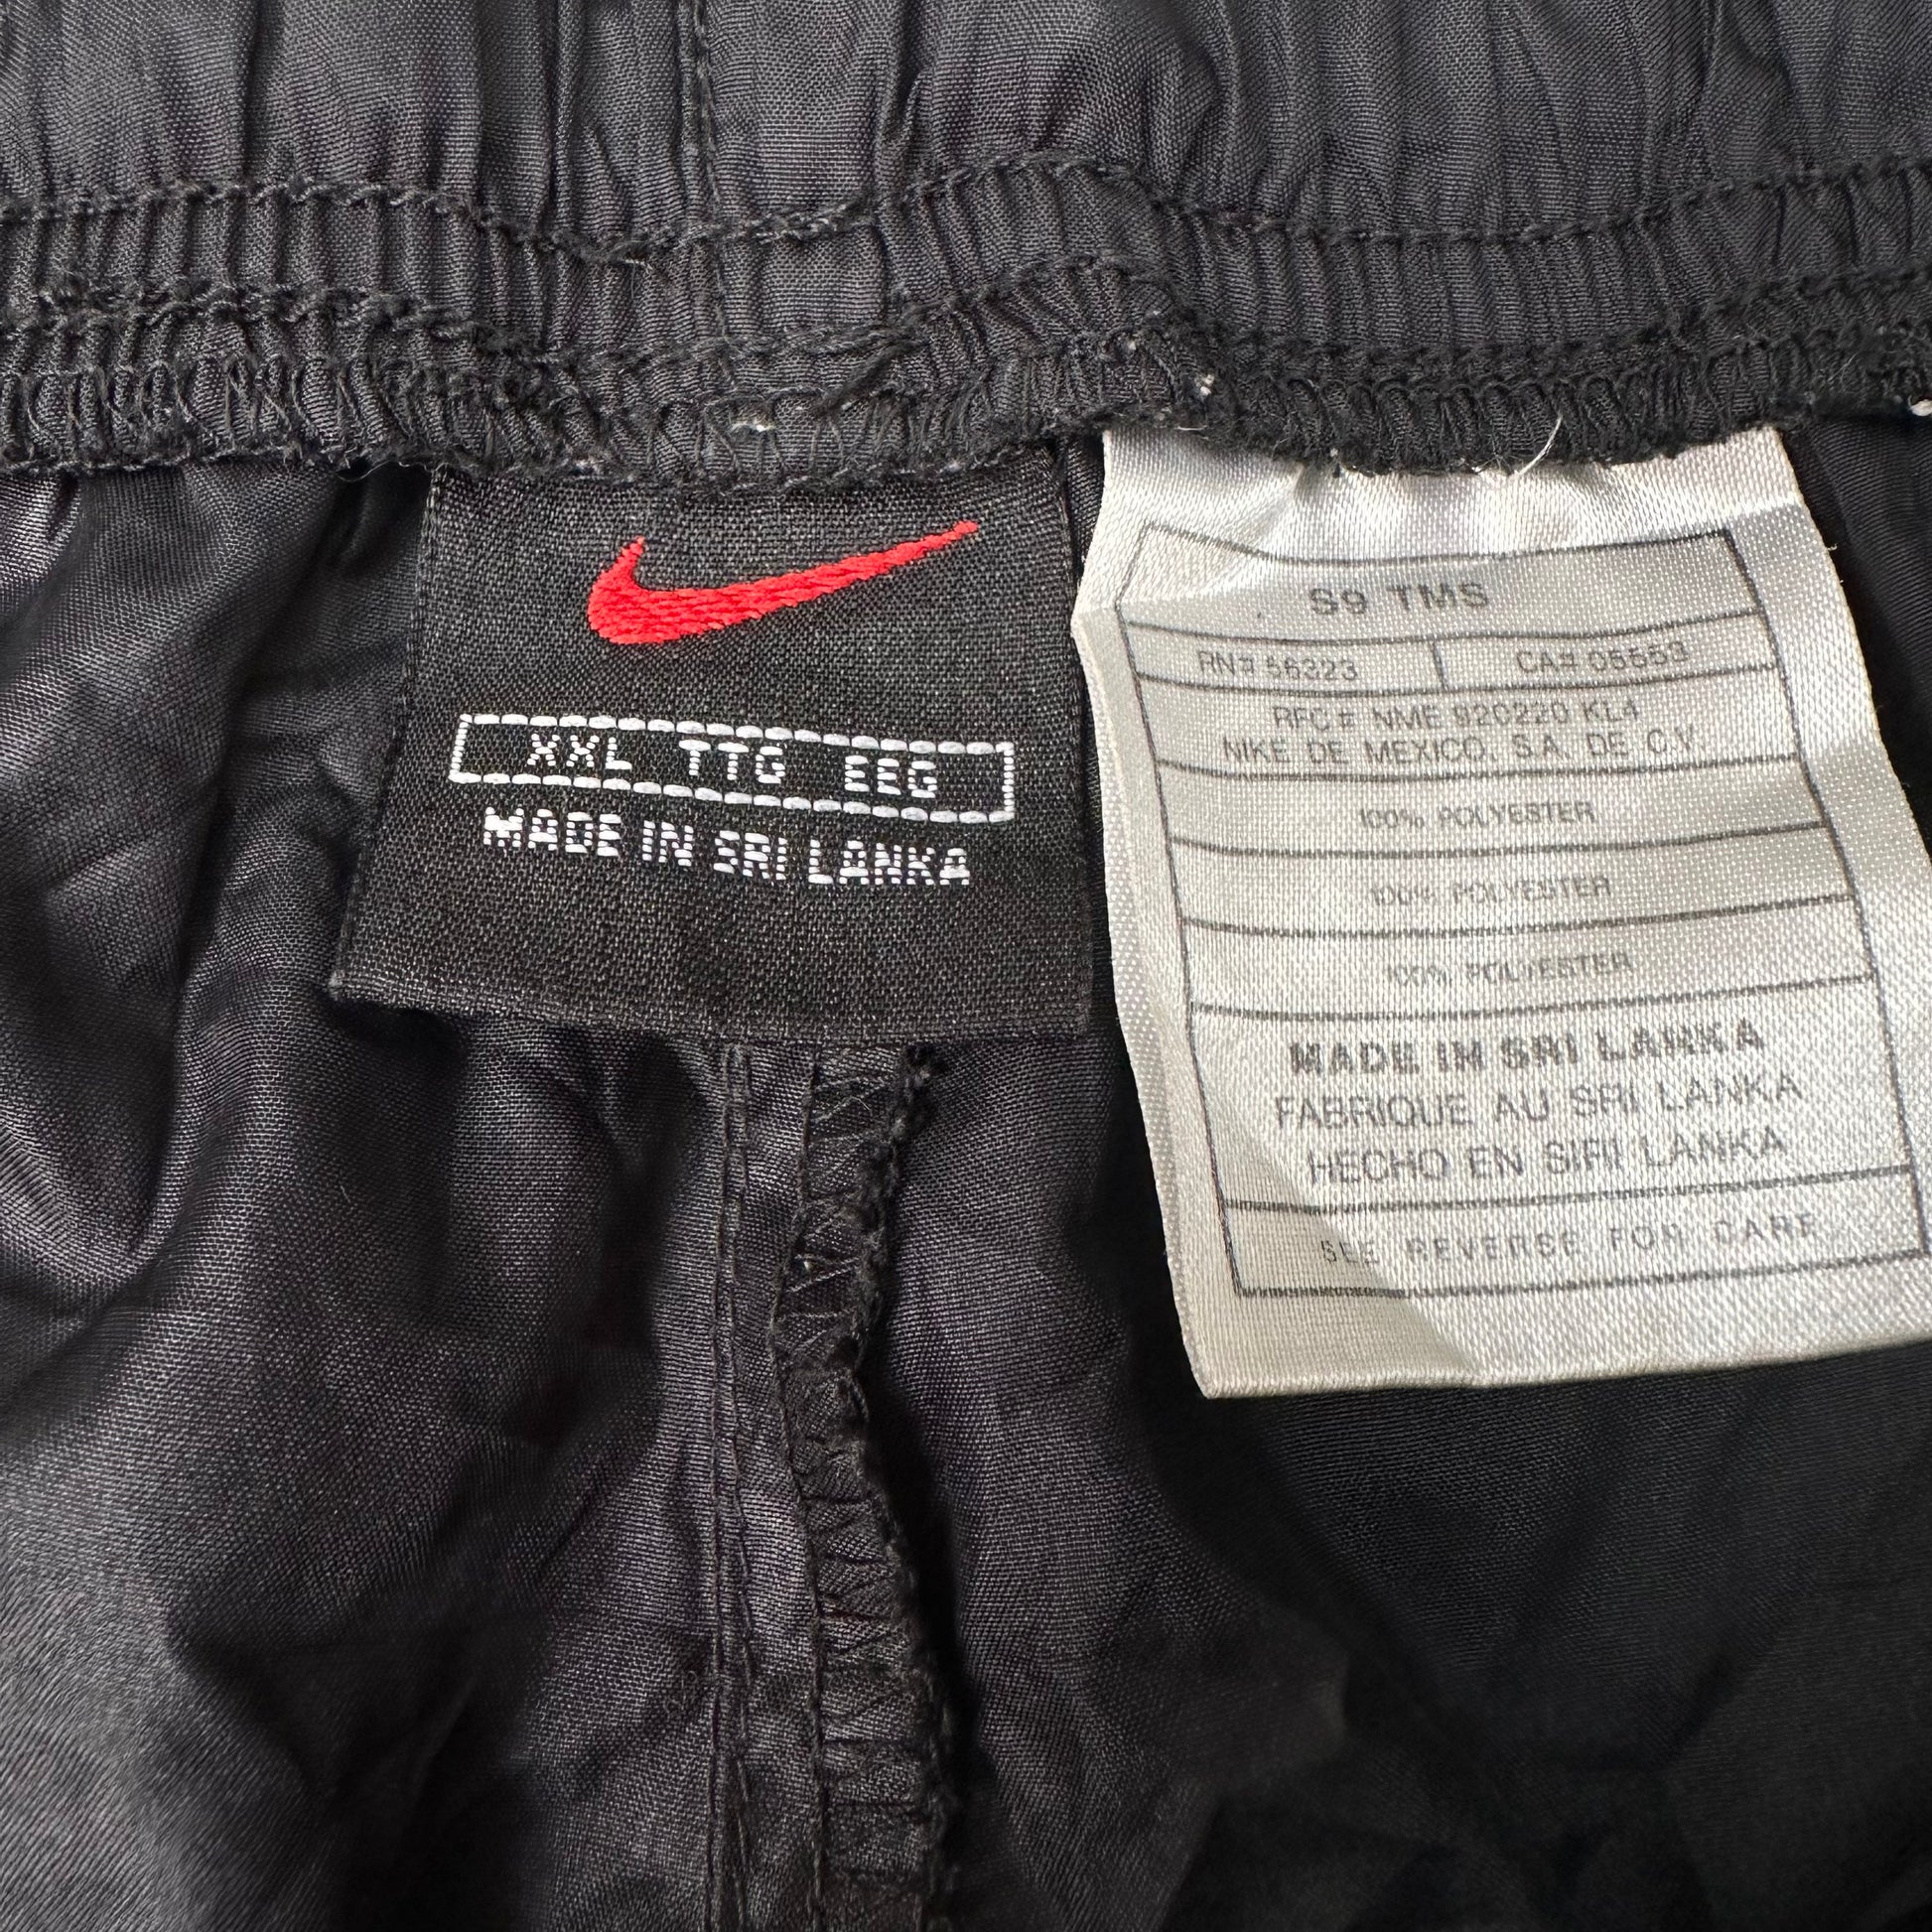 XXL TTG EEG
MADE IN SRI LANKA
S9 TMS
RN# 56323 CA# 05553
RFC# NME 920220 KL4
NIKE DE MEXICO, S.A. DE C.V.
100% POLYESTER
100% POLYESTER
100% POLYESTER
MADE IN SRI LANKA
FABRIQUE AU SRI LANKA
HECHO EN SIRI LANKA
SEE REVERSE FOR CARE